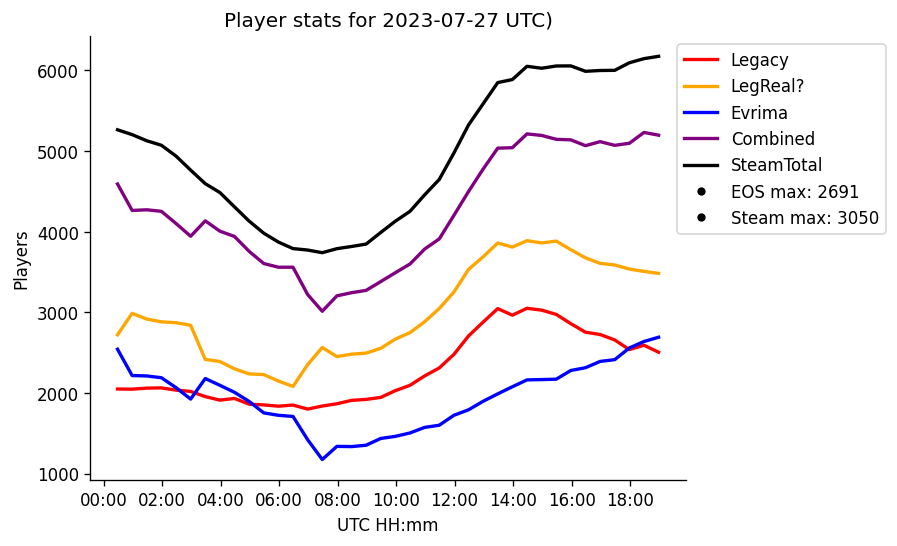 Player stats for 2023-07-27 UTC)
Legacy
LegReal?
Evrima
Combined
SteamTotal
EOS max: 2691
Steam max: 3050
Players
6000
5000
4000
3000
2000
1000
00:00 02:00 04:00 06:00 08:00 10:00 12:00 14:00 16:00 18:00
UTC HH:mm